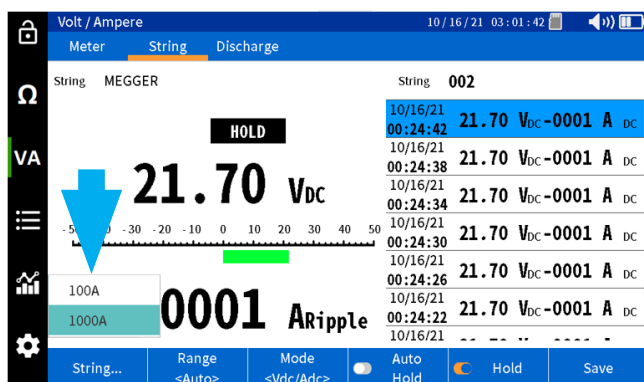 Volt / Ampere
10/16/21 03:01:42
Meter String Discharge
String MEGGER
HOLD
21.70 VDC
-30 -20 -10 0 10 20 30 40 50
0001 ARipple
100A
1000A
Ω
VA
String 002
10/16/21
00:24:42 21.70 VDC-0001 A DC
10/16/21
00:24:38 21.70 VDC-0001 A DC
10/16/21
00:24:34 21.70 VDC-0001 A DC
10/16/21
00:24:30 21.70 VDC-0001 A DC
10/16/21
00:24:26 21.70 VDC-0001 A DC
10/16/21
00:24:22 21.70 VDC-0001 A DC
10/16/21
String...
Range
<Auto>
Mode
<Vdc/Adc>
Auto
Hold
Hold
Save